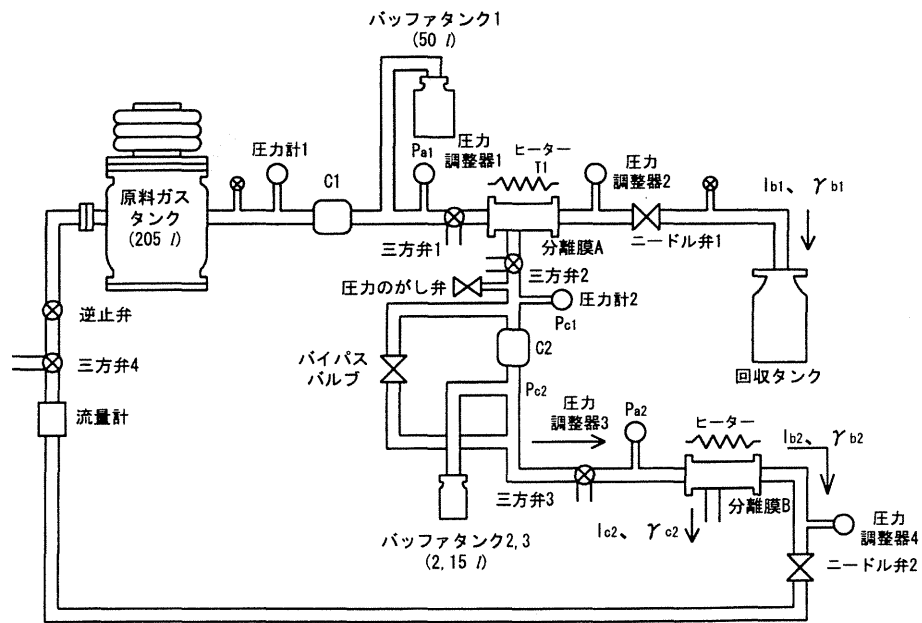 バッファタンク1
(50 l)
圧力計1
C1
Pa1
圧力
調整器1
ヒーター
T1
圧力
調整器2
Ib1、 γb1
原料ガス
タンク
(205 l)
三方弁1
分離膜A
ニードル弁1
三方弁2
圧力のがし弁
圧力計2
Pc1
逆止弁
三方弁4
バイパス
バルブ
C2
Pc2
回収タンク
流量計
圧力
調整器3
Pa2
ヒーター
Ib2、 γb2
三方弁3
分離膜B
Ic2、 γc2
バッファタンク2,3
(2,15 l)
圧力
調整器4
ニードル弁2